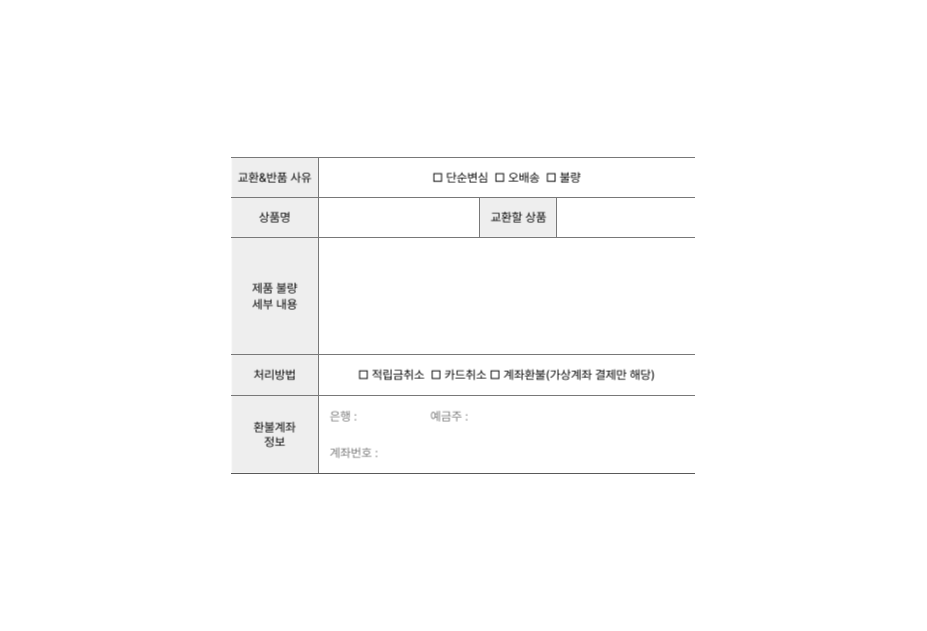 교환&반품 사유 □ 단순변심 □ 오배송 □ 불량
상품명 교환할 상품
제품 불량
세부 내용
처리방법 □ 적립금취소 □ 카드취소 □ 계좌환불(가상계좌 결제만 해당)
환불계좌
정보
은행 : 예금주 :
계좌번호 :